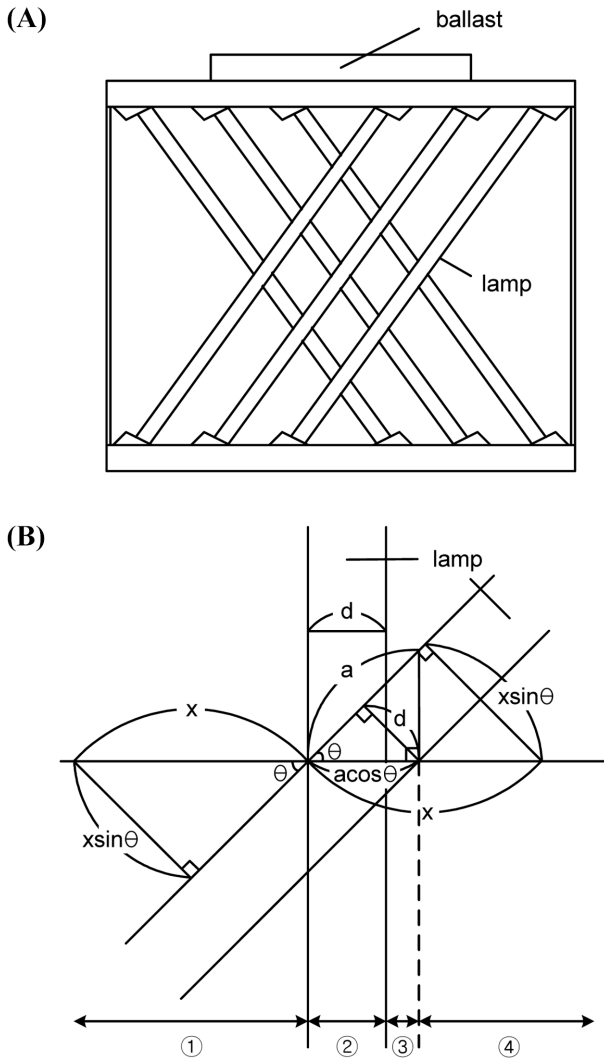 (A)
ballast
lamp
(B)
lamp
d
a
x
xsinθ
θ
d
θ
acosθ
x
xsinθ
① ② ③ ④